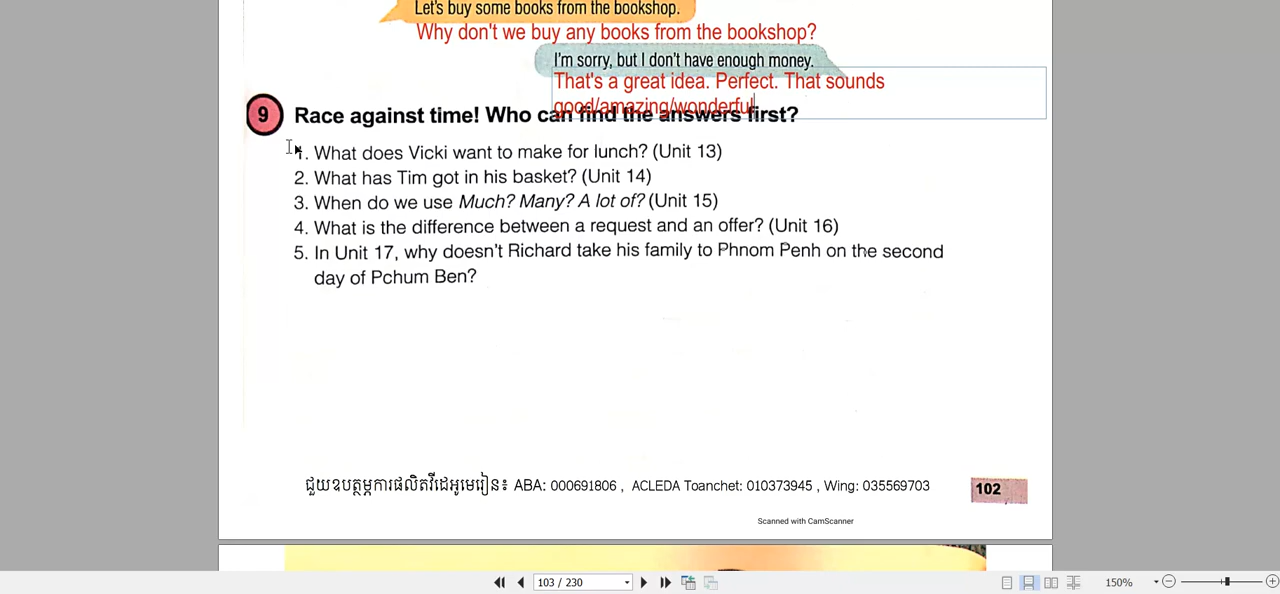 Let's buy some books from the bookshop.
Why don't we buy any books from the bookshop?
I'm sorry, but I don't have enough money.
That's a great idea. Perfect. That sounds
good/amazing/wonderful
9 Race against time! Who can find the answers first?
1. What does Vicki want to make for lunch? (Unit 13)
2. What has Tim got in his basket? (Unit 14)
3. When do we use Much? Many? A lot of? (Unit 15)
4. What is the difference between a request and an offer? (Unit 16)
5. In Unit 17, why doesn't Richard take his family to Phnom Penh on the second
day of Pchum Ben?
ជួយឧបត្ថម្ភការផលិតវីដេអូមេរៀន៖ ABA: 000691806 , ACLEDA Toanchet: 010373945 , Wing: 035569703
102
Scanned with CamScanner
103 / 230
150%